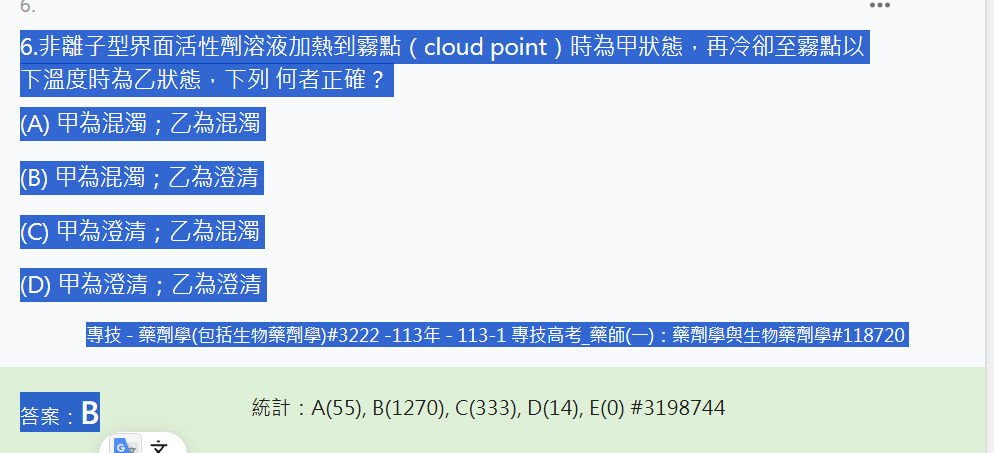 6.
6.非離子型界面活性劑溶液加熱到霧點（cloud point）時為甲狀態，再冷卻至霧點以
下溫度時為乙狀態，下列 何者正確？
(A) 甲為混濁；乙為混濁
(B) 甲為混濁；乙為澄清
(C) 甲為澄清；乙為混濁
(D) 甲為澄清；乙為澄清
專技 - 藥劑學(包括生物藥劑學)#3222 -113年 - 113-1 專技高考_藥師(一)：藥劑學與生物藥劑學#118720
答案：B
統計：A(55), B(1270), C(333), D(14), E(0) #3198744
G 文